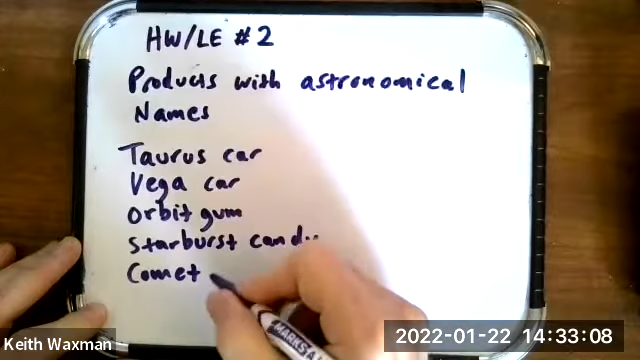 HW/LE #2
Products with astronomical
Names
Taurus car
Vega car
Orbit gum
Starburst candy
Comet
MARKS-A-L
Keith Waxman
2022-01-22 14:33:08